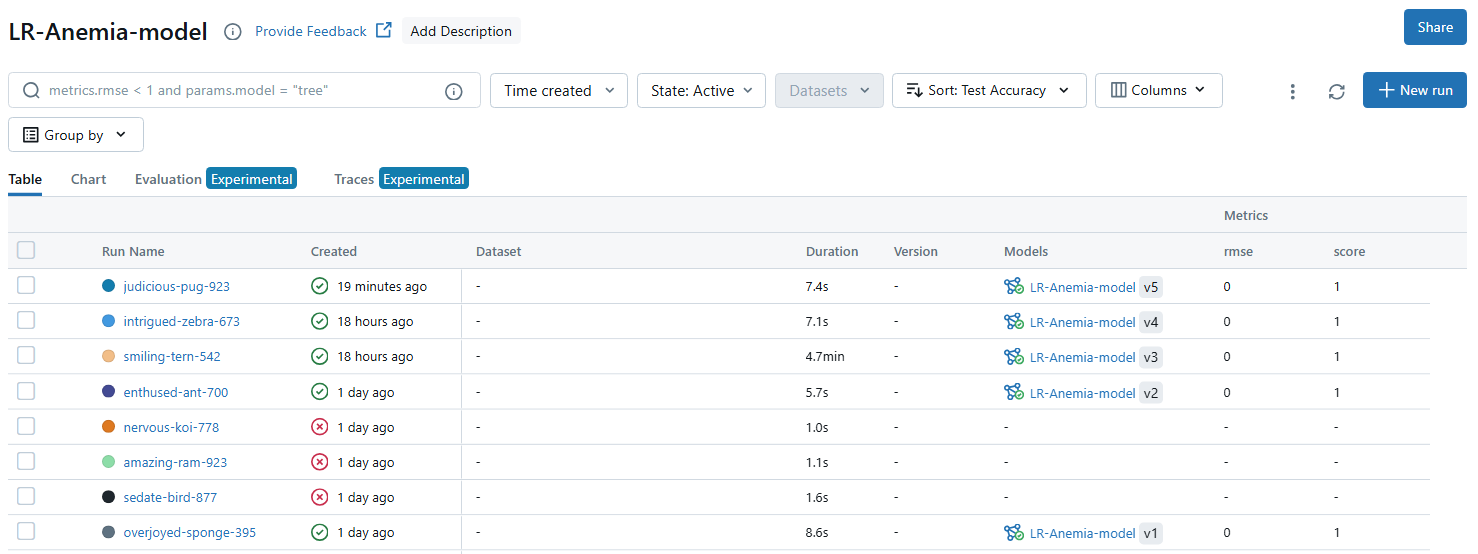 LR-Anemia-model Provide Feedback Add Description Share
metrics.rmse < 1 and params.model = "tree" Time created State: Active Datasets Sort: Test Accuracy Columns New run
Group by
Table Chart Evaluation Experimental Traces Experimental
Metrics
Run Name Created Dataset Duration Version Models rmse score
judicious-pug-923 19 minutes ago - 7.4s - LR-Anemia-model v5 0 1
intrigued-zebra-673 18 hours ago - 7.1s - LR-Anemia-model v4 0 1
smiling-tern-542 18 hours ago - 4.7min - LR-Anemia-model v3 0 1
enthused-ant-700 1 day ago - 5.7s - LR-Anemia-model v2 0 1
nervous-koi-778 1 day ago - 1.0s - - - -
amazing-ram-923 1 day ago - 1.1s - - - -
sedate-bird-877 1 day ago - 1.6s - - - -
overjoyed-sponge-395 1 day ago - 8.6s - LR-Anemia-model v1 0 1